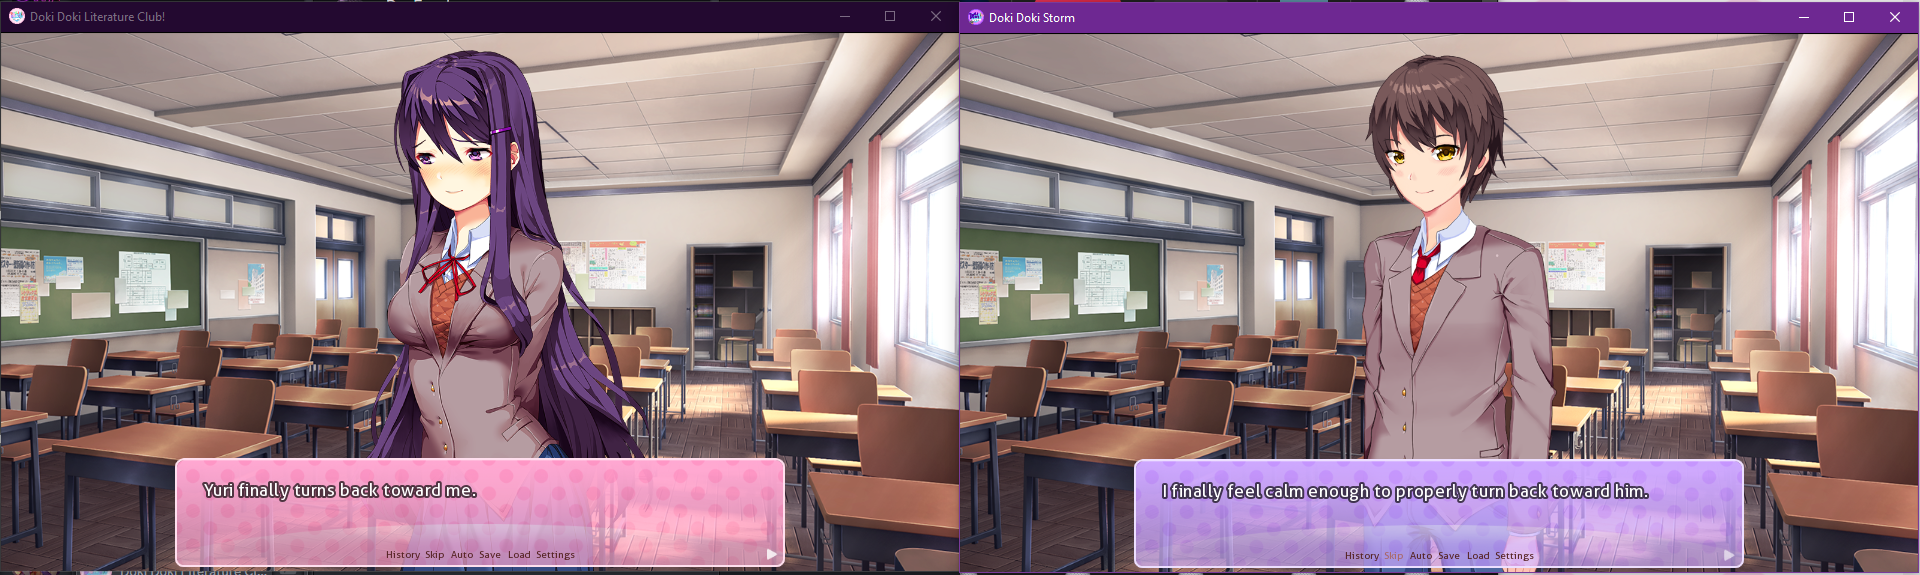 Doki Doki Literature Club!
Yuri finally turns back toward me.
History Skip Auto Save Load Settings
Doki Doki Storm
I finally feel calm enough to properly turn back toward him.
History Skip Auto Save Load Settings